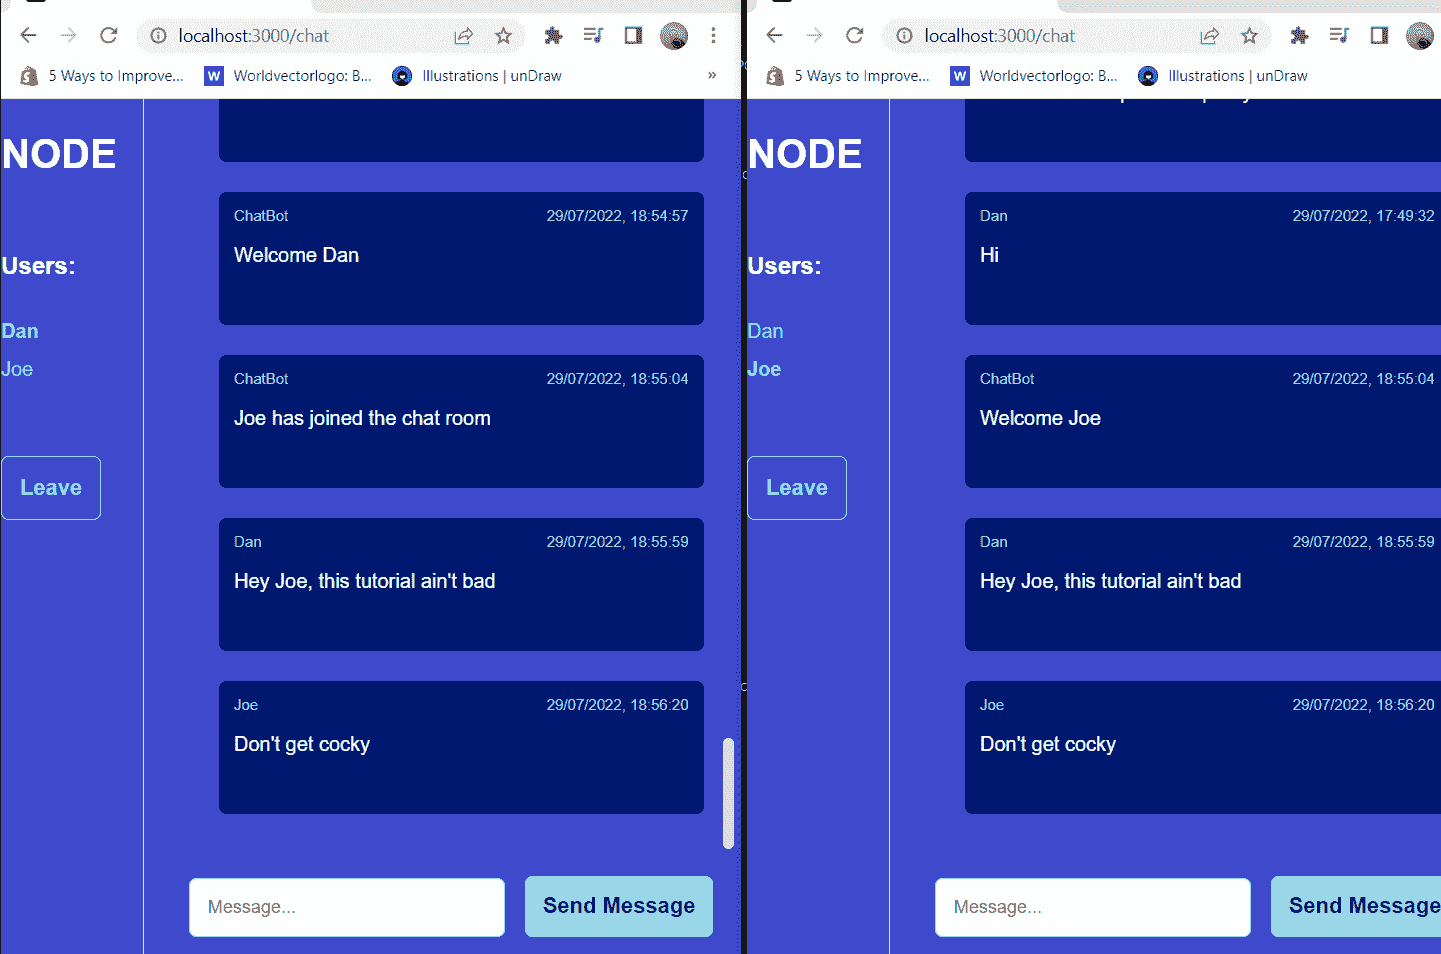 localhost:3000/chat
5 Ways to Improve... Worldvectorlogo: B... Illustrations | unDraw »
NODE
Users:
Dan
Joe
Leave
ChatBot 29/07/2022, 18:54:57
Welcome Dan
ChatBot 29/07/2022, 18:55:04
Joe has joined the chat room
Dan 29/07/2022, 18:55:59
Hey Joe, this tutorial ain't bad
Joe 29/07/2022, 18:56:20
Don't get cocky
Message... Send Message
localhost:3000/chat
5 Ways to Improve... Worldvectorlogo: B... Illustrations | unDraw
NODE
Users:
Dan
Joe
Leave
Dan 29/07/2022, 17:49:32
Hi
ChatBot 29/07/2022, 18:55:04
Welcome Joe
Dan 29/07/2022, 18:55:59
Hey Joe, this tutorial ain't bad
Joe 29/07/2022, 18:56:20
Don't get cocky
Message... Send Message